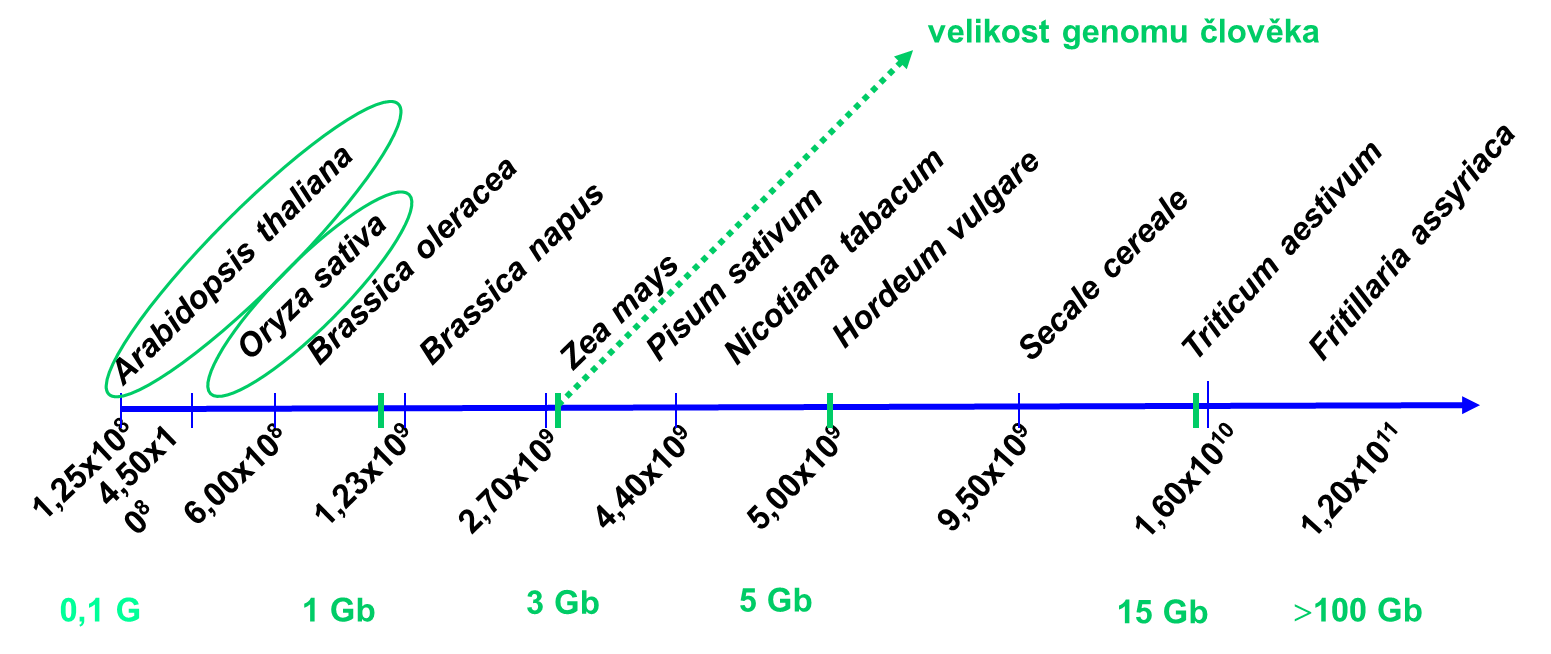 velikost genomu člověka
Arabidopsis thaliana
Oryza sativa
Brassica oleracea
Brassica napus
Zea mays
Pisum sativum
Nicotiana tabacum
Hordeum vulgare
Secale cereale
Triticum aestivum
Fritillaria assyriaca
1,25x10⁸
4,50x1
0⁸
6,00x10⁸
1,23x10⁹
2,70x10⁹
4,40x10⁹
5,00x10⁹
9,50x10⁹
1,60x10¹⁰
1,20x10¹¹
0,1 G
1 Gb
3 Gb
5 Gb
15 Gb
>100 Gb